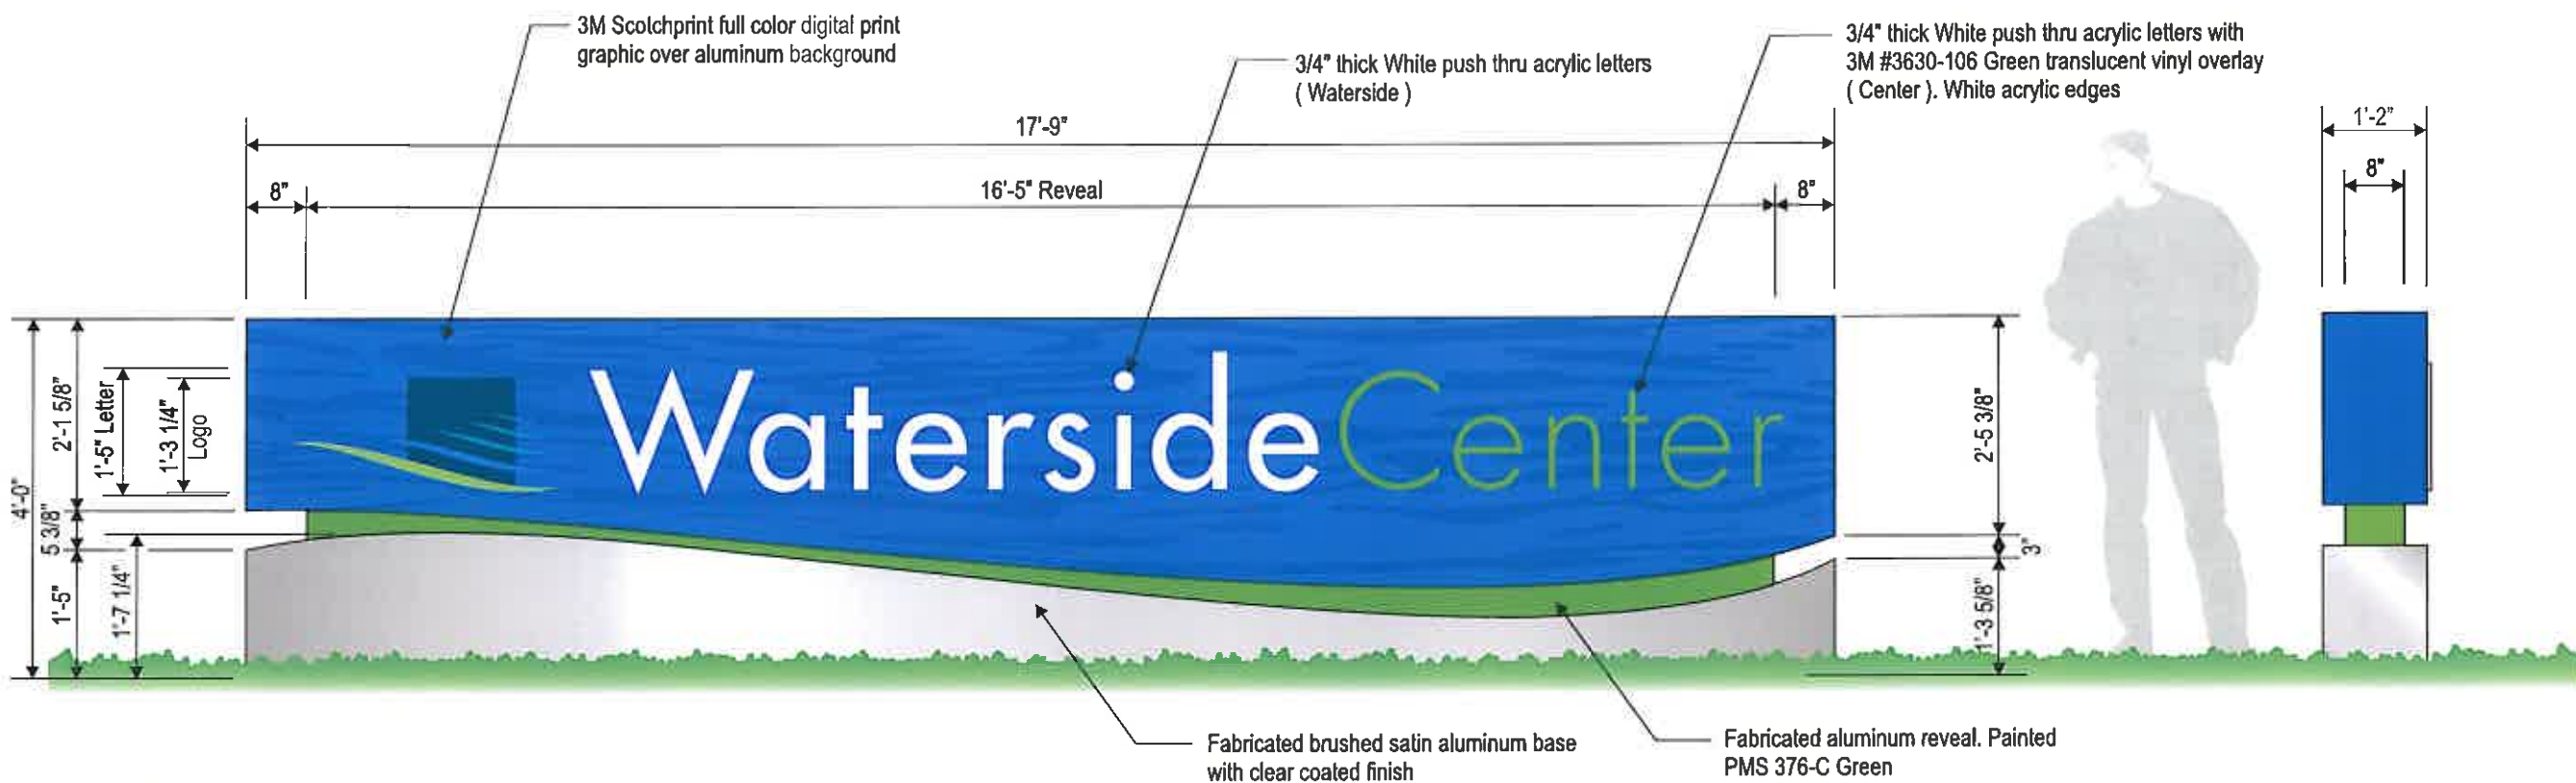 3M Scotchprint full color digital print
graphic over aluminum background
3/4" thick White push thru acrylic letters
( Waterside )
3/4" thick White push thru acrylic letters with
3M #3630-106 Green translucent vinyl overlay
( Center ). White acrylic edges
17'-9"
1'-2"
8"
16'-5" Reveal
8"
8"
4'-0"
2'-1 5/8"
5 3/8"
1'-5"
1'-5" Letter
1'-3 1/4"
Logo
1'-7 1/4"
WatersideCenter
2'-5 3/8"
3"
1'-3 5/8"
Fabricated brushed satin aluminum base
with clear coated finish
Fabricated aluminum reveal. Painted
PMS 376-C Green